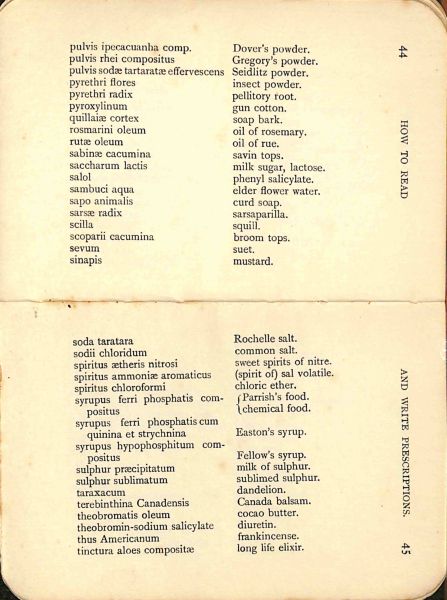 44 HOW TO READ
pulvis ipecacuanha comp. Dover's powder.
pulvis rhei compositus Gregory's powder.
pulvis sodæ tartaratæ effervescens Seidlitz powder.
pyrethri flores insect powder.
pyrethri radix pellitory root.
pyroxylinum gun cotton.
quillaiæ cortex soap bark.
rosmarini oleum oil of rosemary.
rutæ oleum oil of rue.
sabinæ cacumina savin tops.
saccharum lactis milk sugar, lactose.
salol phenyl salicylate.
sambuci aqua elder flower water.
sapo animalis curd soap.
sarsæ radix sarsaparilla.
scilla squill.
scoparii cacumina broom tops.
sevum suet.
sinapis mustard.
AND WRITE PRESCRIPTIONS. 45
soda taratara Rochelle salt.
sodii chloridum common salt.
spiritus ætheris nitrosi sweet spirits of nitre.
spiritus ammoniæ aromaticus (spirit of) sal volatile.
spiritus chloroformi chloric ether.
syrupus ferri phosphatis com- { Parrish's food.
positus chemical food.
syrupus ferri phosphatis cum
quinina et strychnina Easton's syrup.
syrupus hypophosphitum com-
positus Fellow's syrup.
sulphur præcipitatum milk of sulphur.
sulphur sublimatum sublimed sulphur.
taraxacum dandelion.
terebinthina Canadensis Canada balsam.
theobromatis oleum cocao butter.
theobromin-sodium salicylate diuretin.
thus Americanum frankincense.
tinctura aloes compositæ long life elixir.